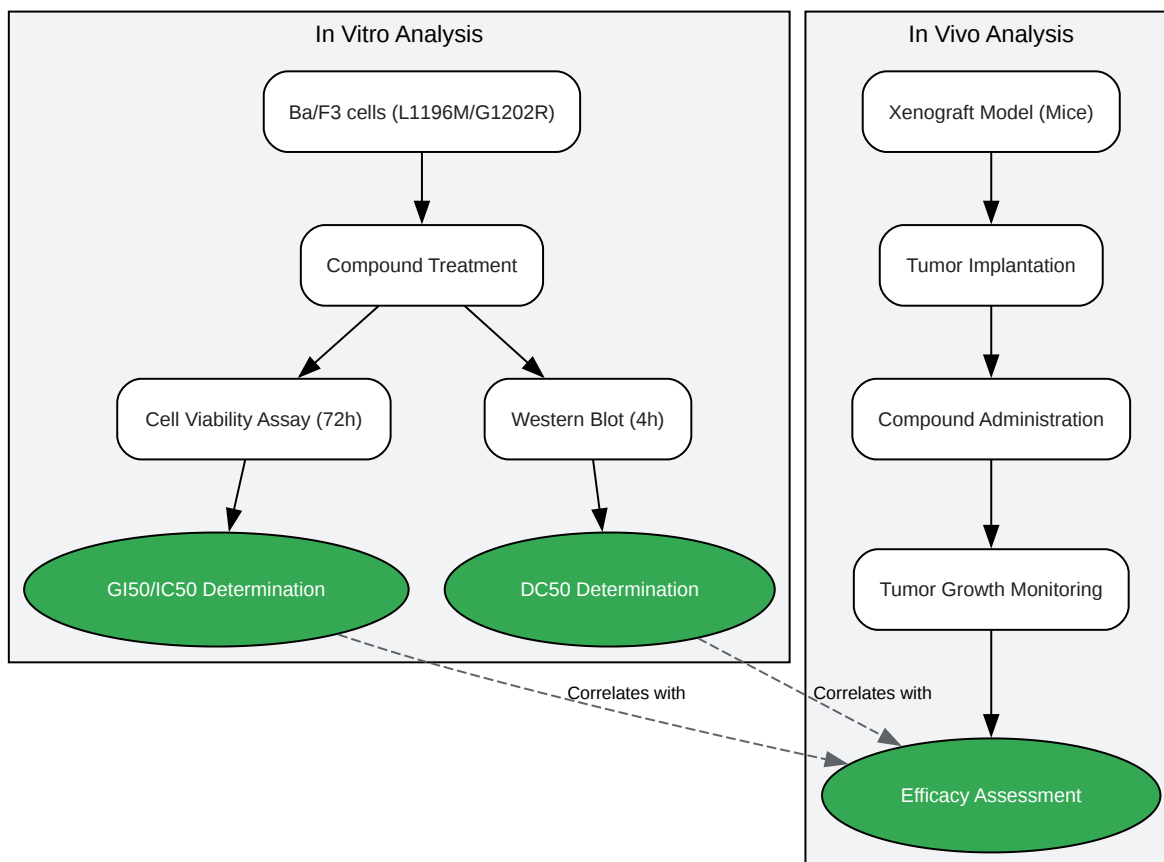 In Vitro Analysis
Ba/F3 cells (L1196M/G1202R)
Compound Treatment
Cell Viability Assay (72h)
Western Blot (4h)
GI50/IC50 Determination
DC50 Determination
Correlates with
Correlates with
In Vivo Analysis
Xenograft Model (Mice)
Tumor Implantation
Compound Administration
Tumor Growth Monitoring
Efficacy Assessment